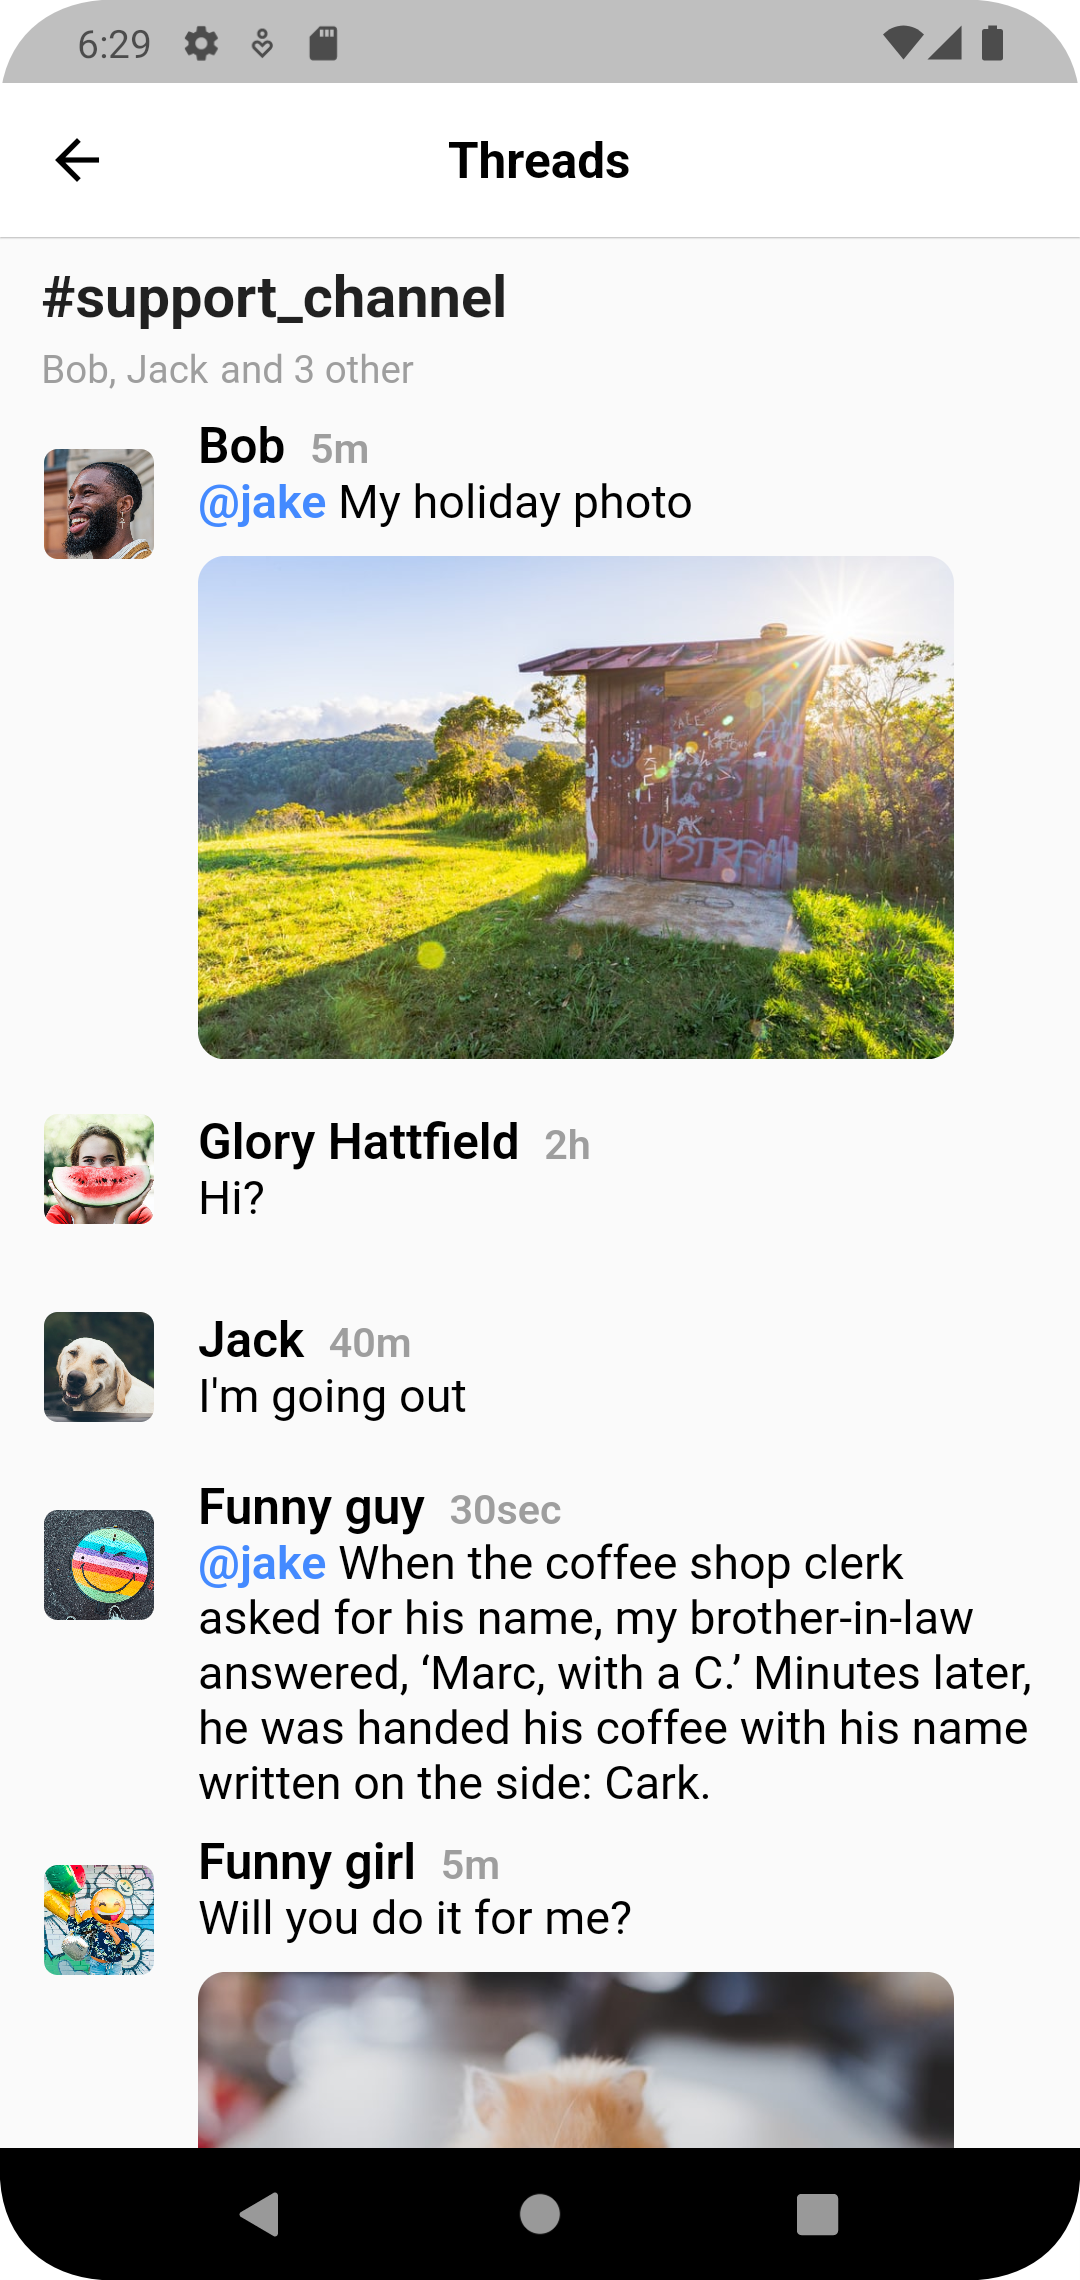 6:29
Threads
#support_channel
Bob, Jack and 3 other
Bob 5m
@jake My holiday photo
UPSTREAM
Glory Hattfield 2h
Hi?
Jack 40m
I'm going out
Funny guy 30sec
@jake When the coffee shop clerk
asked for his name, my brother-in-law
answered, ‘Marc, with a C.’ Minutes later,
he was handed his coffee with his name
written on the side: Cark.
Funny girl 5m
Will you do it for me?